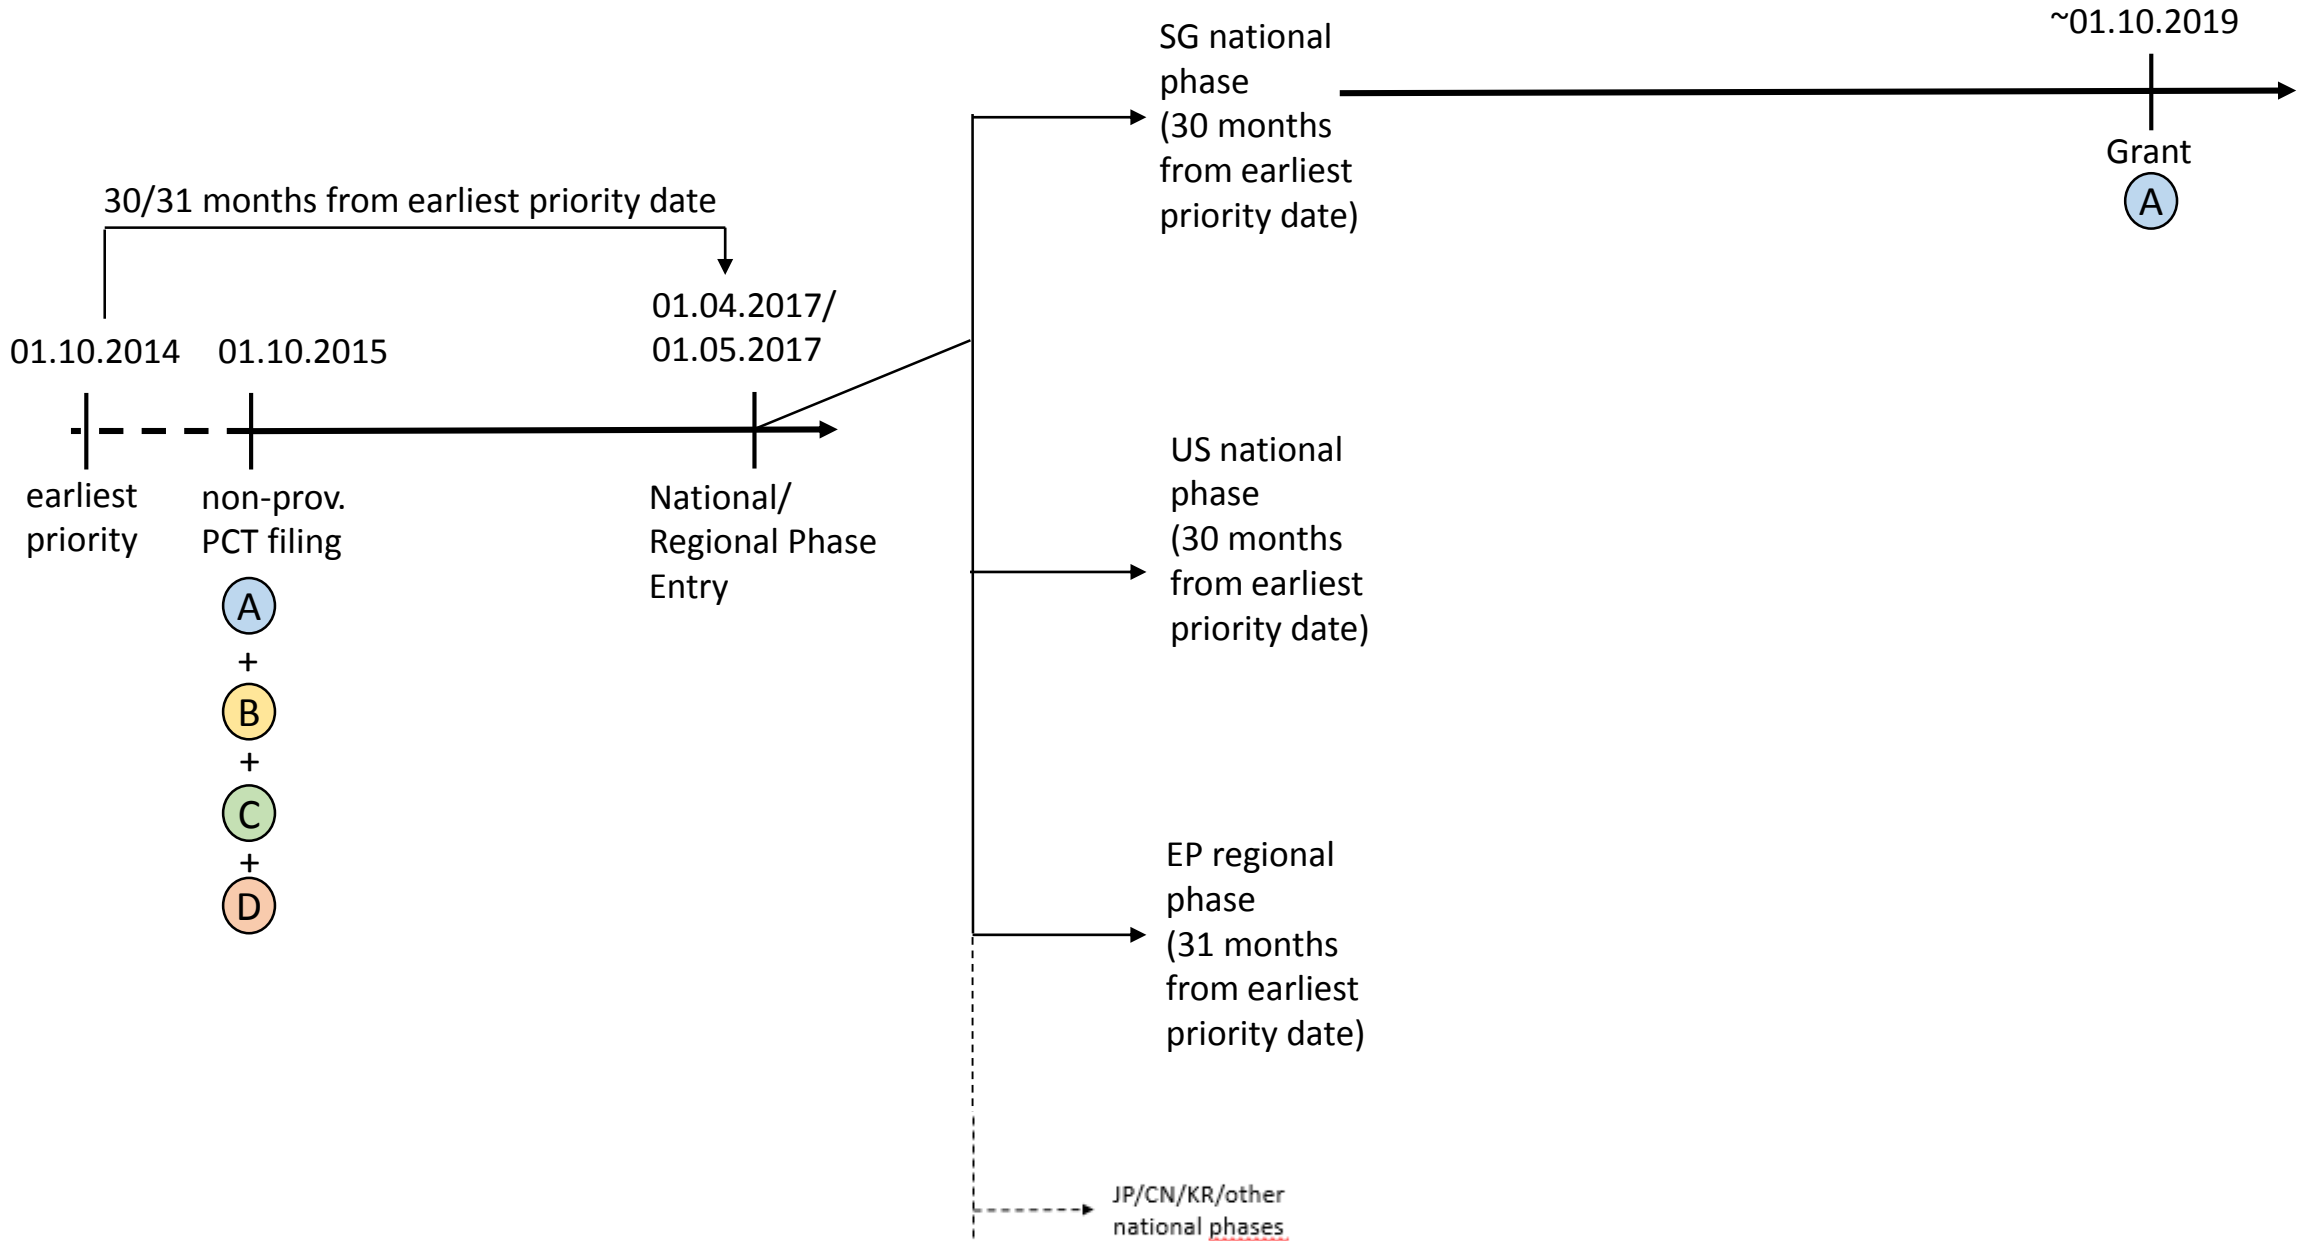 ~01.10.2019
SG national
phase
(30 months
from earliest
priority date)
Grant
A
30/31 months from earliest priority date
01.04.2017/
01.05.2017
01.10.2014
01.10.2015
earliest
priority
non-prov.
PCT filing
National/
Regional Phase
Entry
A
+
B
+
C
+
D
US national
phase
(30 months
from earliest
priority date)
EP regional
phase
(31 months
from earliest
priority date)
JP/CN/KR/other
national phases